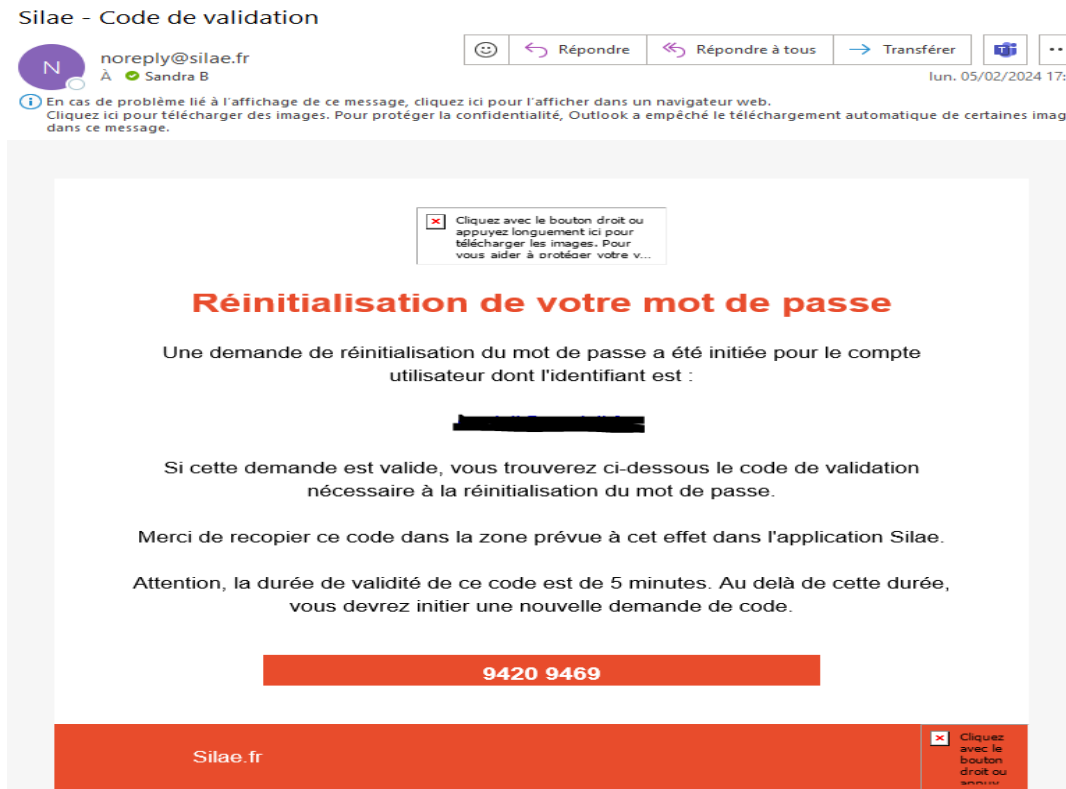 Silae - Code de validation
N
noreply@silae.fr
À Sandra B
Répondre
Répondre à tous
Transférer
lun. 05/02/2024 17:
En cas de problème lié à l'affichage de ce message, cliquez ici pour l'afficher dans un navigateur web.
Cliquez ici pour télécharger des images. Pour protéger la confidentialité, Outlook a empêché le téléchargement automatique de certaines imag
dans ce message.
Cliquez avec le bouton droit ou
appuyez longuement ici pour
télécharger les images. Pour
vous aider à protéger votre v...
Réinitialisation de votre mot de passe
Une demande de réinitialisation du mot de passe a été initiée pour le compte
utilisateur dont l'identifiant est :
Si cette demande est valide, vous trouverez ci-dessous le code de validation
nécessaire à la réinitialisation du mot de passe.
Merci de recopier ce code dans la zone prévue à cet effet dans l'application Silae.
Attention, la durée de validité de ce code est de 5 minutes. Au delà de cette durée,
vous devrez initier une nouvelle demande de code.
9420 9469
Silae.fr
Cliquez
avec le
bouton
droit ou
appuy